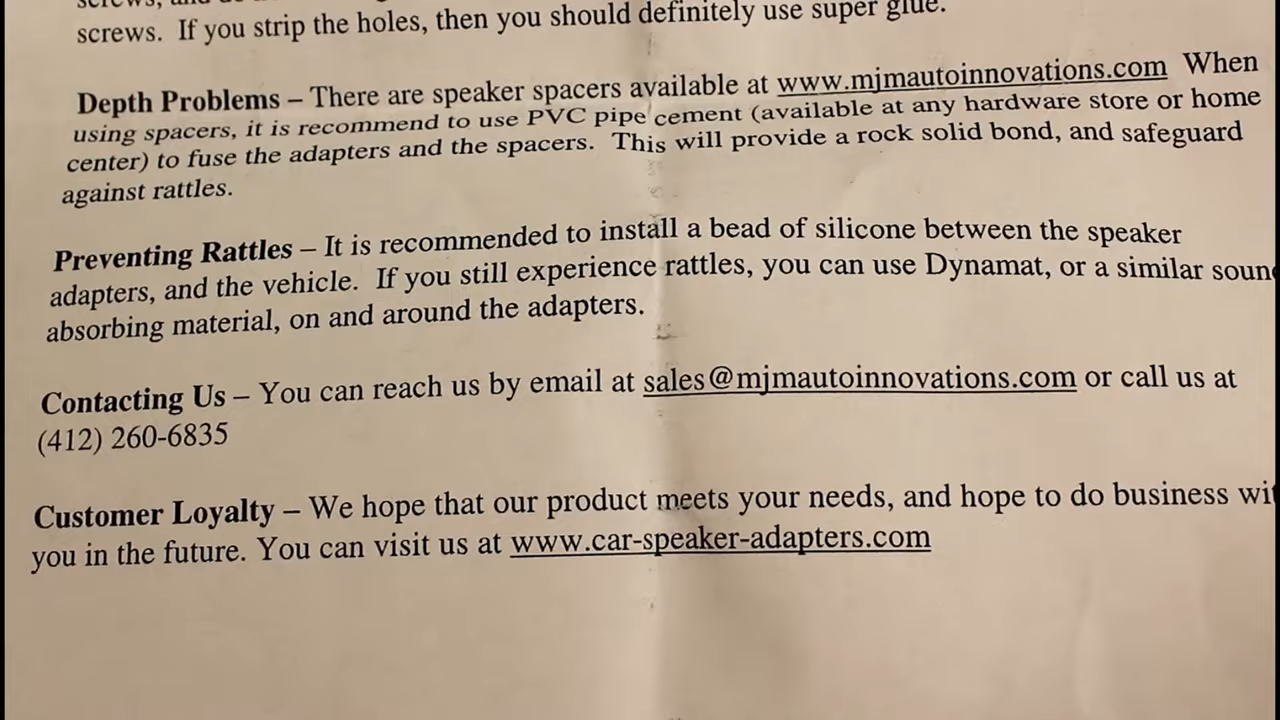 screws, and
screws. If you strip the holes, then you should definitely use super glue.
Depth Problems – There are speaker spacers available at www.mjmautoinnovations.com When
using spacers, it is recommend to use PVC pipe cement (available at any hardware store or home
center) to fuse the adapters and the spacers. This will provide a rock solid bond, and safeguard
against rattles.
Preventing Rattles – It is recommended to install a bead of silicone between the speaker
adapters, and the vehicle. If you still experience rattles, you can use Dynamat, or a similar soun
absorbing material, on and around the adapters.
Contacting Us – You can reach us by email at sales@mjmautoinnovations.com or call us at
(412) 260-6835
Customer Loyalty – We hope that our product meets your needs, and hope to do business wi
you in the future. You can visit us at www.car-speaker-adapters.com